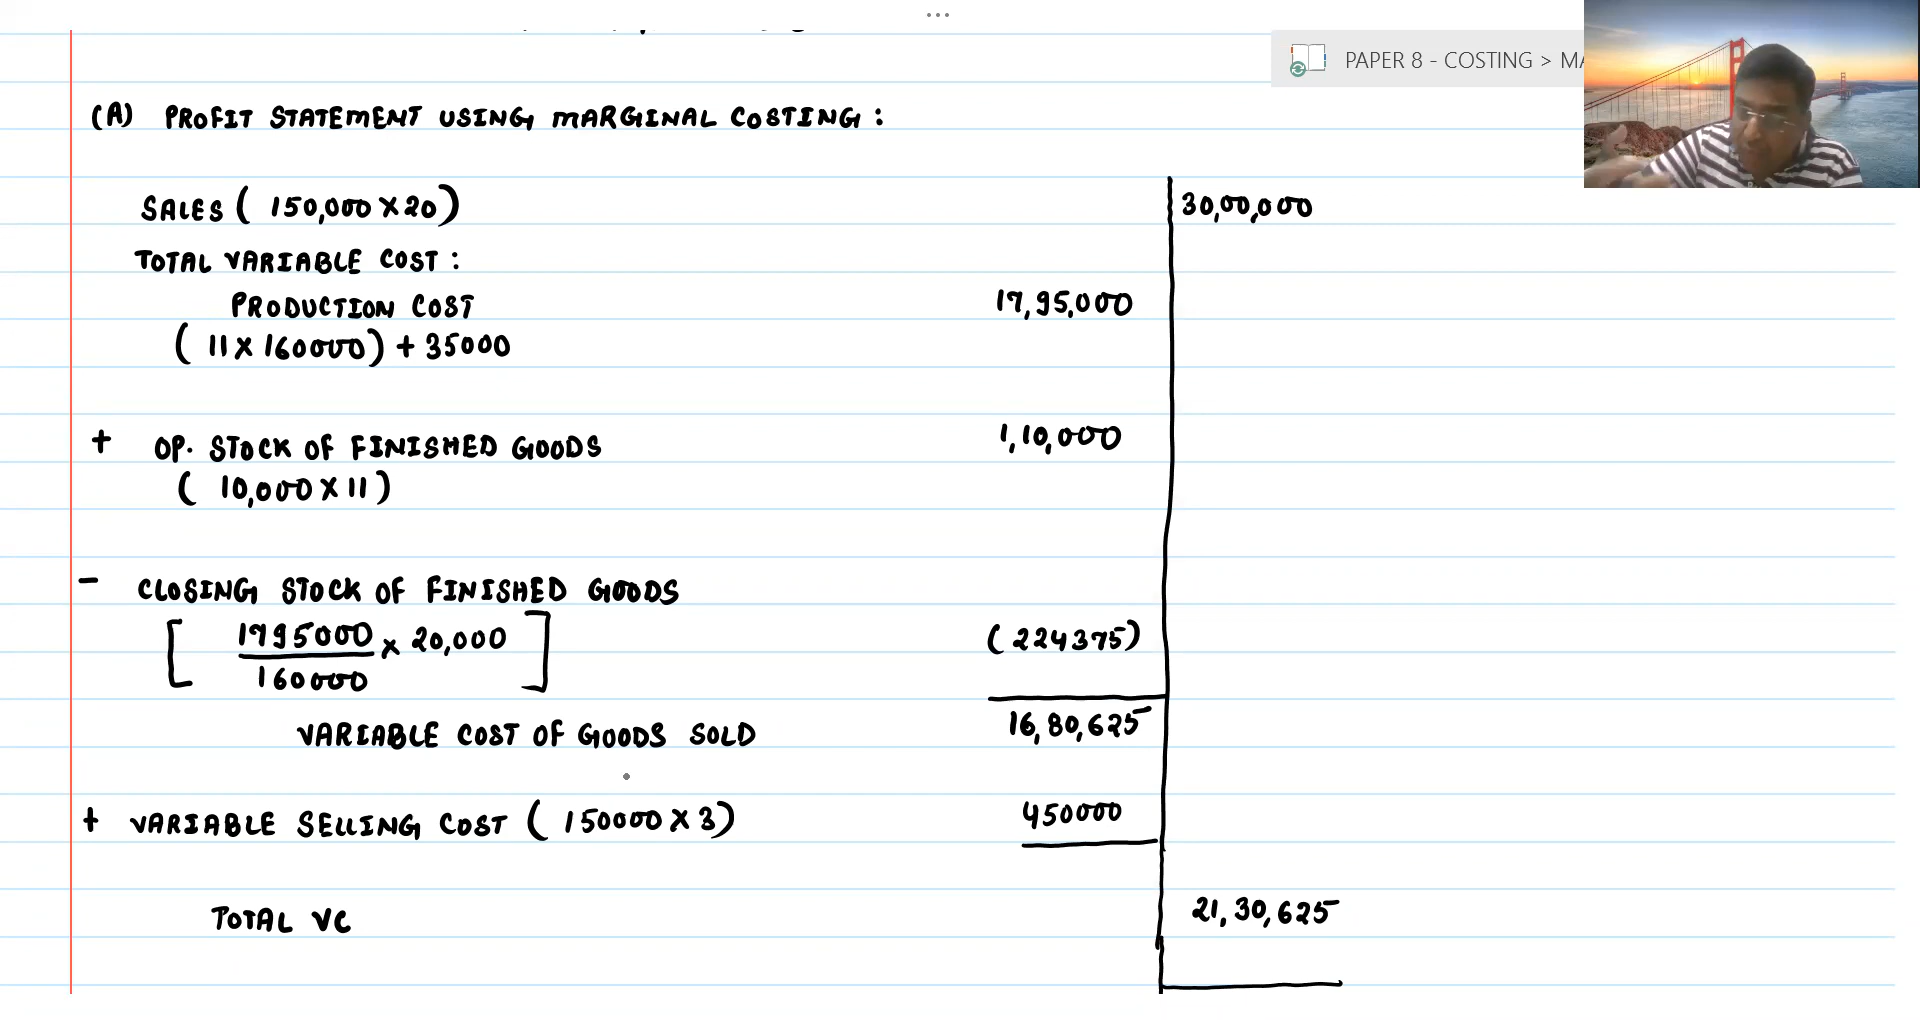 ...
PAPER 8 - COSTING > MA
(A) PROFIT STATEMENT USING MARGINAL COSTING :
SALES ( 150,000 X 20) 30,00,000
TOTAL VARIABLE COST :
PRODUCTION COST 17,95,000
( 11 X 160000) + 35000
+ OP. STOCK OF FINISHED GOODS 1,10,000
( 10,000 X 11 )
- CLOSING STOCK OF FINISHED GOODS
[ 1795000 / 160000 x 20,000 ] (224375)
VARIABLE COST OF GOODS SOLD 16,80,625
+ VARIABLE SELLING COST ( 150000 X 3) 450000
TOTAL VC 21,30,625